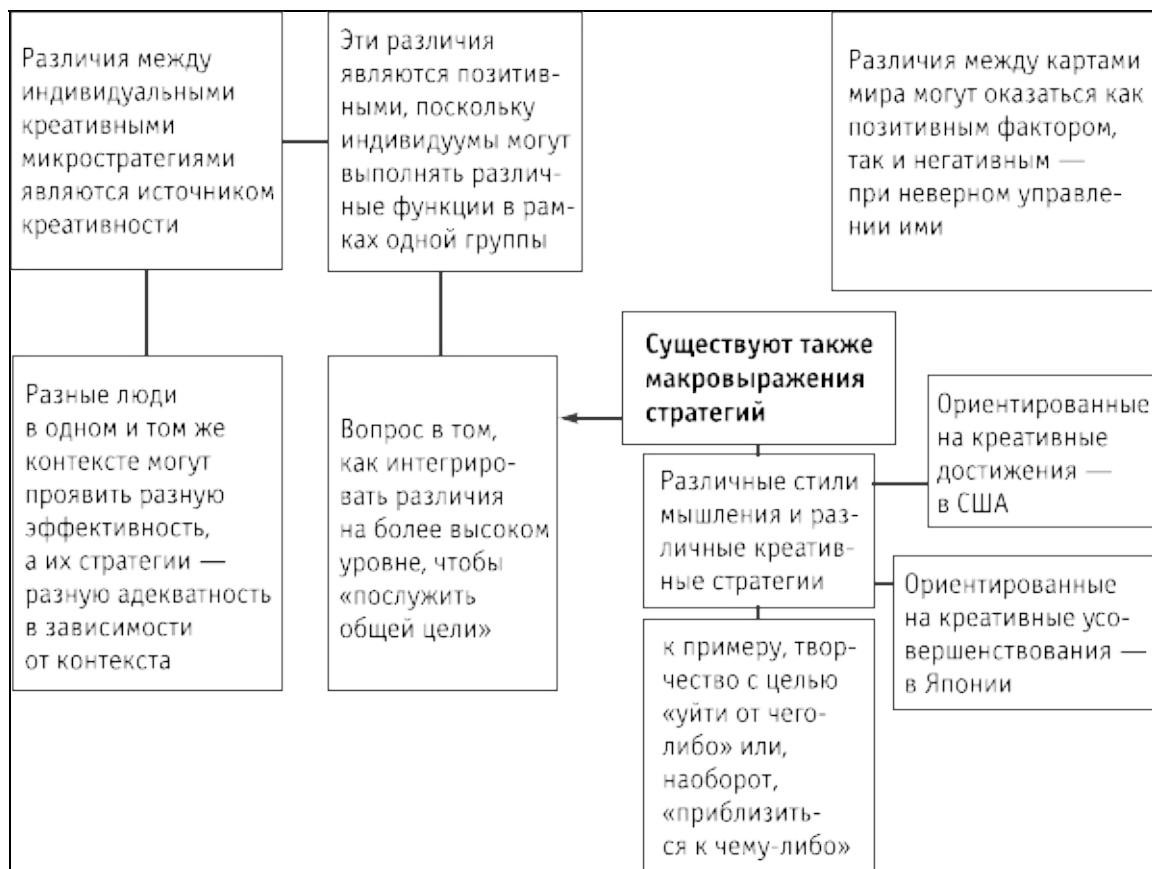 Различия между
индивидуальными
креативными
микростратегиями
являются источником
креативности
Эти различия
являются позитив-
ными, поскольку
индивидуумы могут
выполнять различ-
ные функции в рам-
ках одной группы
Различия между картами
мира могут оказаться как
позитивным фактором,
так и негативным —
при неверном управле-
нии ими
Разные люди
в одном и том же
контексте могут
проявить разную
эффективность,
а их стратегии —
разную адекватность
в зависимости
от контекста
Вопрос в том,
как интегриро-
вать различия
на более высоком
уровне, чтобы
«послужить
общей цели»
Существуют также
макровыражения
стратегий
Различные стили
мышления и раз-
личные креатив-
ные стратегии
Ориентированные
на креативные
достижения —
в США
Ориентированные
на креативные усо-
вершенствования —
в Японии
к примеру, твор-
чество с целью
«уйти от чего-
либо» или,
наоборот,
«приблизить-
ся к чему-либо»